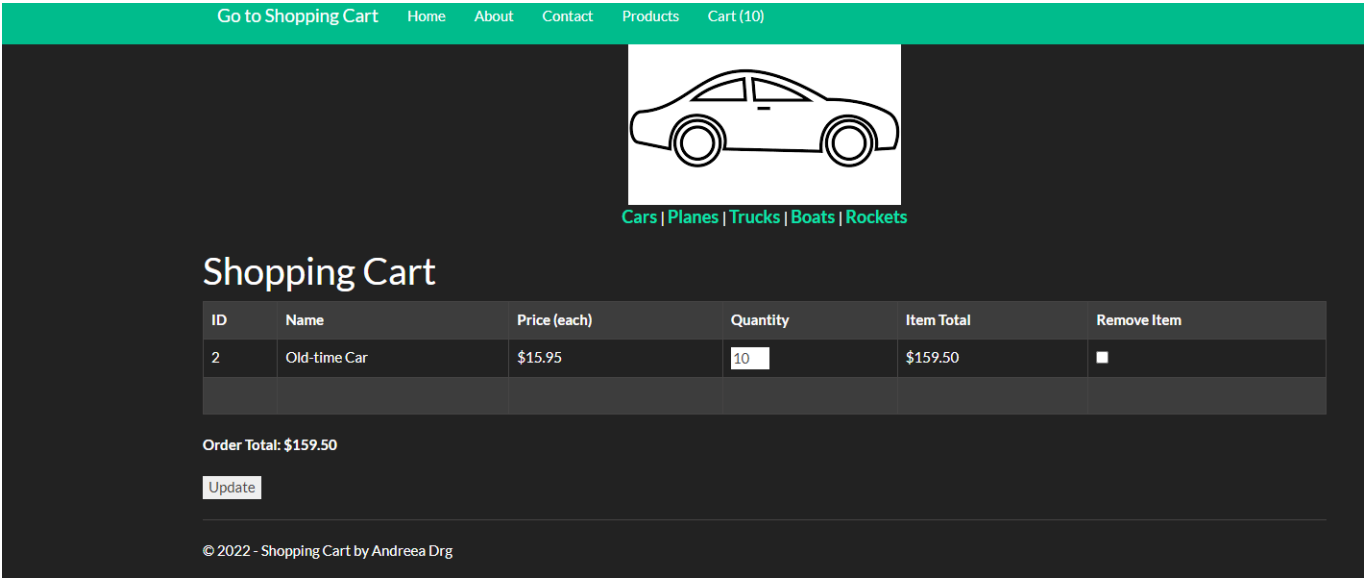 Go to Shopping Cart Home About Contact Products Cart (10)
Cars | Planes | Trucks | Boats | Rockets
Shopping Cart
ID Name Price (each) Quantity Item Total Remove Item
2 Old-time Car $15.95 10 $159.50
Order Total: $159.50
Update
© 2022 - Shopping Cart by Andreea Drg